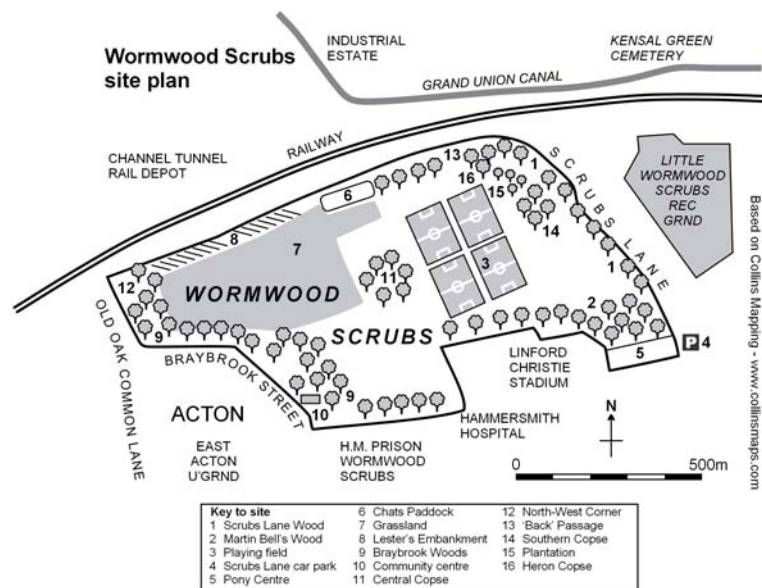 Wormwood Scrubs
site plan
INDUSTRIAL
ESTATE
KENSAL GREEN
CEMETERY
GRAND UNION CANAL
RAILWAY
CHANNEL TUNNEL
RAIL DEPOT
SCRUBS LANE
LITTLE
WORMWOOD
SCRUBS
REC
GRND
Based on Collins Mapping - www.collinsmaps.com
13
1
16
15
14
6
8
7
3
11
12
WORMWOOD
SCRUBS
1
2
9
5
P 4
OLD OAK COMMON LANE
BRAYBROOK STREET
LINFORD
CHRISTIE
STADIUM
10
9
ACTON
HAMMERSMITH
HOSPITAL
EAST
ACTON
U'GRND
H.M. PRISON
WORMWOOD
SCRUBS
N
0 500m
Key to site
1 Scrubs Lane Wood
2 Martin Bell's Wood
3 Playing field
4 Scrubs Lane car park
5 Pony Centre
6 Chats Paddock
7 Grassland
8 Lester's Embankment
9 Braybrook Woods
10 Community centre
11 Central Copse
12 North-West Corner
13 'Back' Passage
14 Southern Copse
15 Plantation
16 Heron Copse